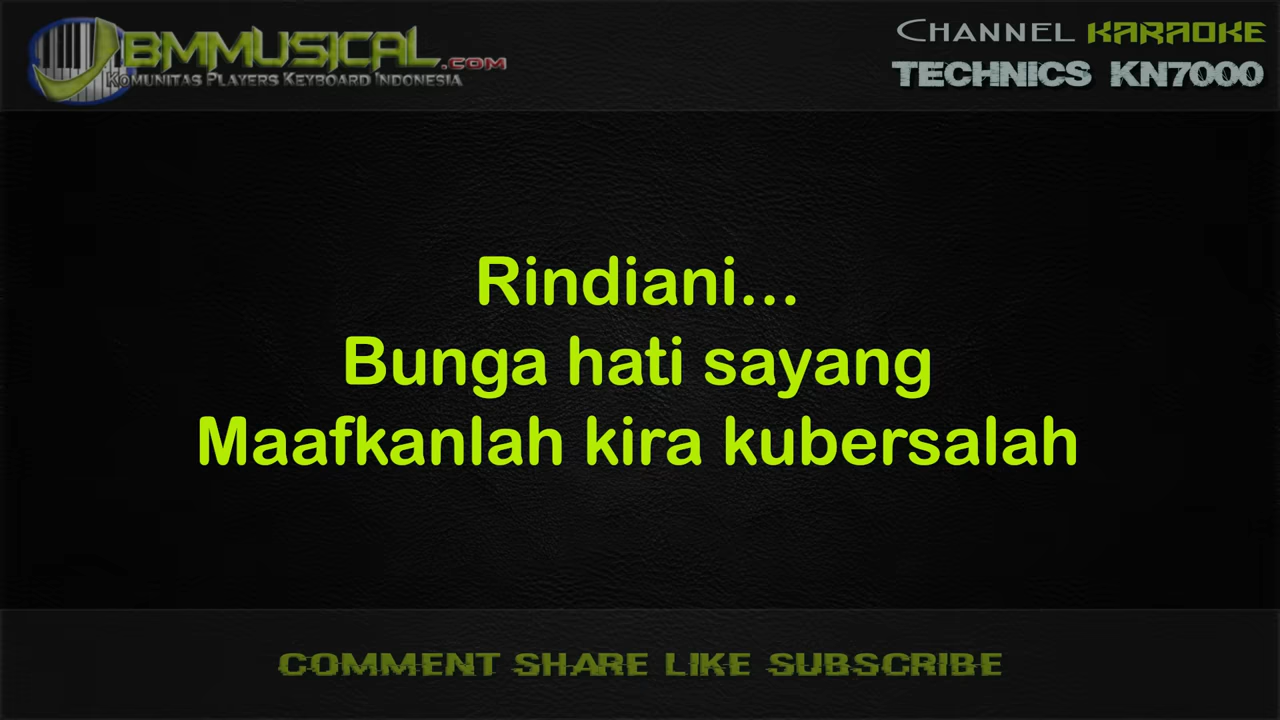 BMMUSICAL.COM
KOMUNITAS PLAYERS KEYBOARD INDONESIA
CHANNEL KARAOKE
TECHNICS KN7000
Rindiani...
Bunga hati sayang
Maafkanlah kira kubersalah
COMMENT SHARE LIKE SUBSCRIBE